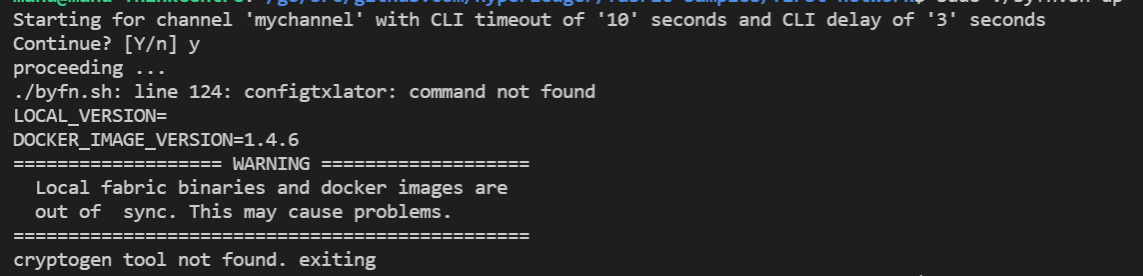 Starting for channel 'mychannel' with CLI timeout of '10' seconds and CLI delay of '3' seconds
Continue? [Y/n] y
proceeding ...
./byfn.sh: line 124: configtxlator: command not found
LOCAL_VERSION=
DOCKER_IMAGE_VERSION=1.4.6
=================== WARNING ===================
  Local fabric binaries and docker images are
  out of  sync. This may cause problems.
===============================================
cryptogen tool not found. exiting